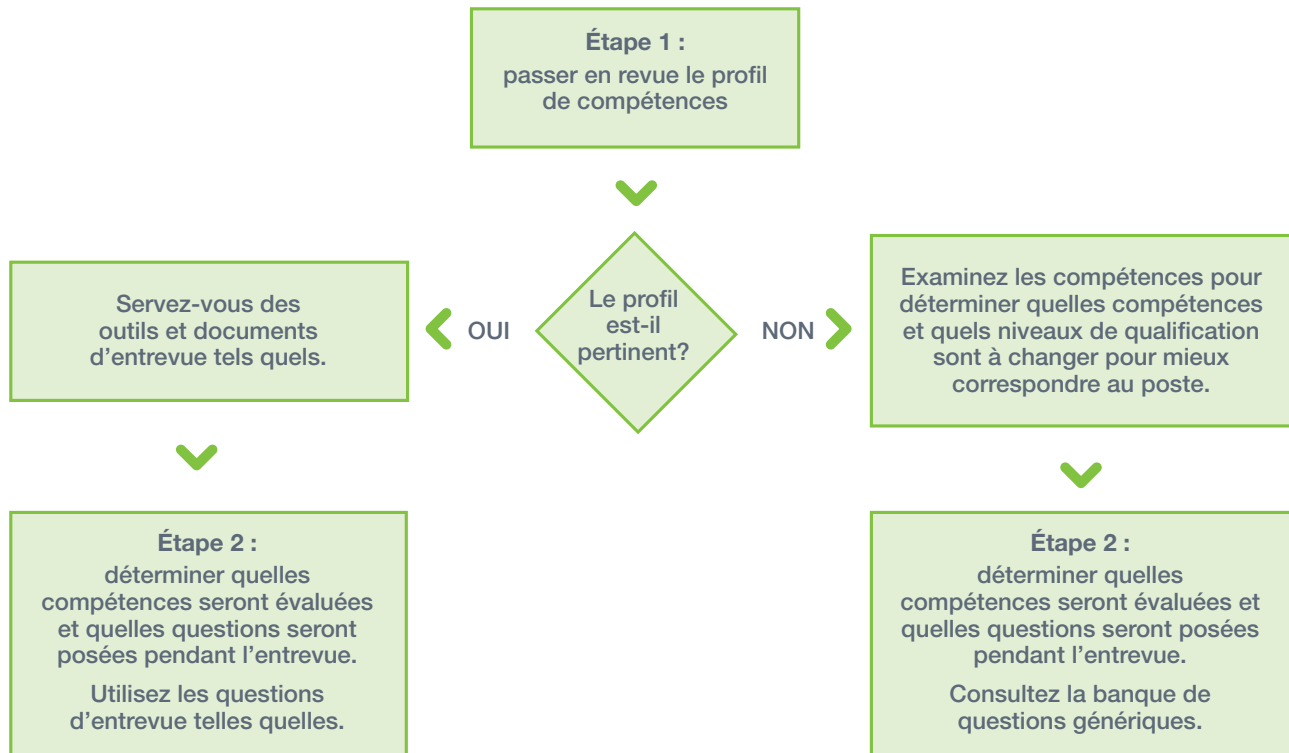 Étape 1 :
passer en revue le profil
de compétences
Servez-vous des
outils et documents
d’entrevue tels quels.
OUI
Le profil
est-il
pertinent?
NON
Examinez les compétences pour
déterminer quelles compétences
et quels niveaux de qualification
sont à changer pour mieux
correspondre au poste.
Étape 2 :
déterminer quelles
compétences seront évaluées
et quelles questions seront
posées pendant l’entrevue.
Utilisez les questions
d’entrevue telles quelles.
Étape 2 :
déterminer quelles
compétences seront évaluées et
quelles questions seront posées
pendant l’entrevue.
Consultez la banque de
questions génériques.